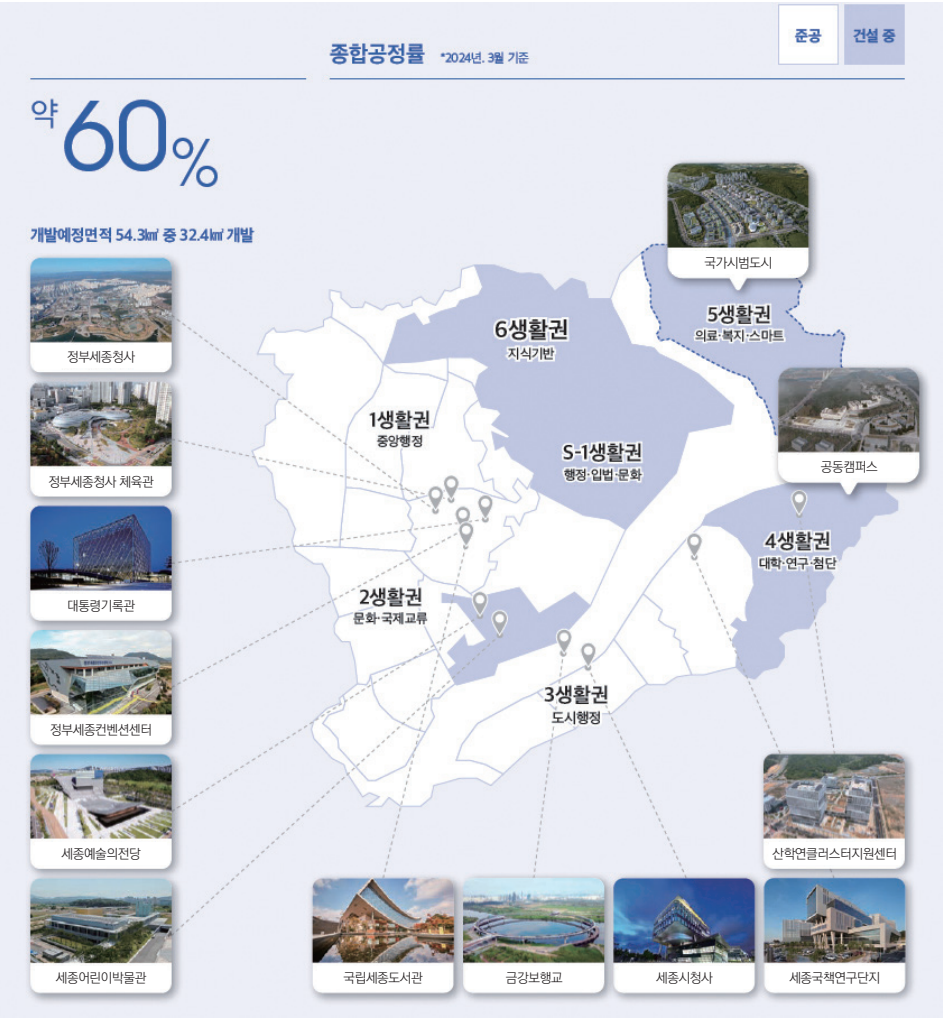 준공
건설 중
종합공정률 *2024년. 3월 기준
약 60%
개발예정면적 54.3㎢ 중 32.4㎢ 개발
국가시범도시
5생활권
의료·복지·스마트
정부세종청사
6생활권
지식기반
공동캠퍼스
1생활권
중앙행정
S-1생활권
행정·입법·문화
정부세종청사 체육관
4생활권
대학·연구·첨단
대통령기록관
2생활권
문화·국제교류
3생활권
도시행정
정부세종컨벤션센터
세종예술의전당
산학연클러스터지원센터
세종어린이박물관
국립세종도서관
금강보행교
세종시청사
세종국책연구단지